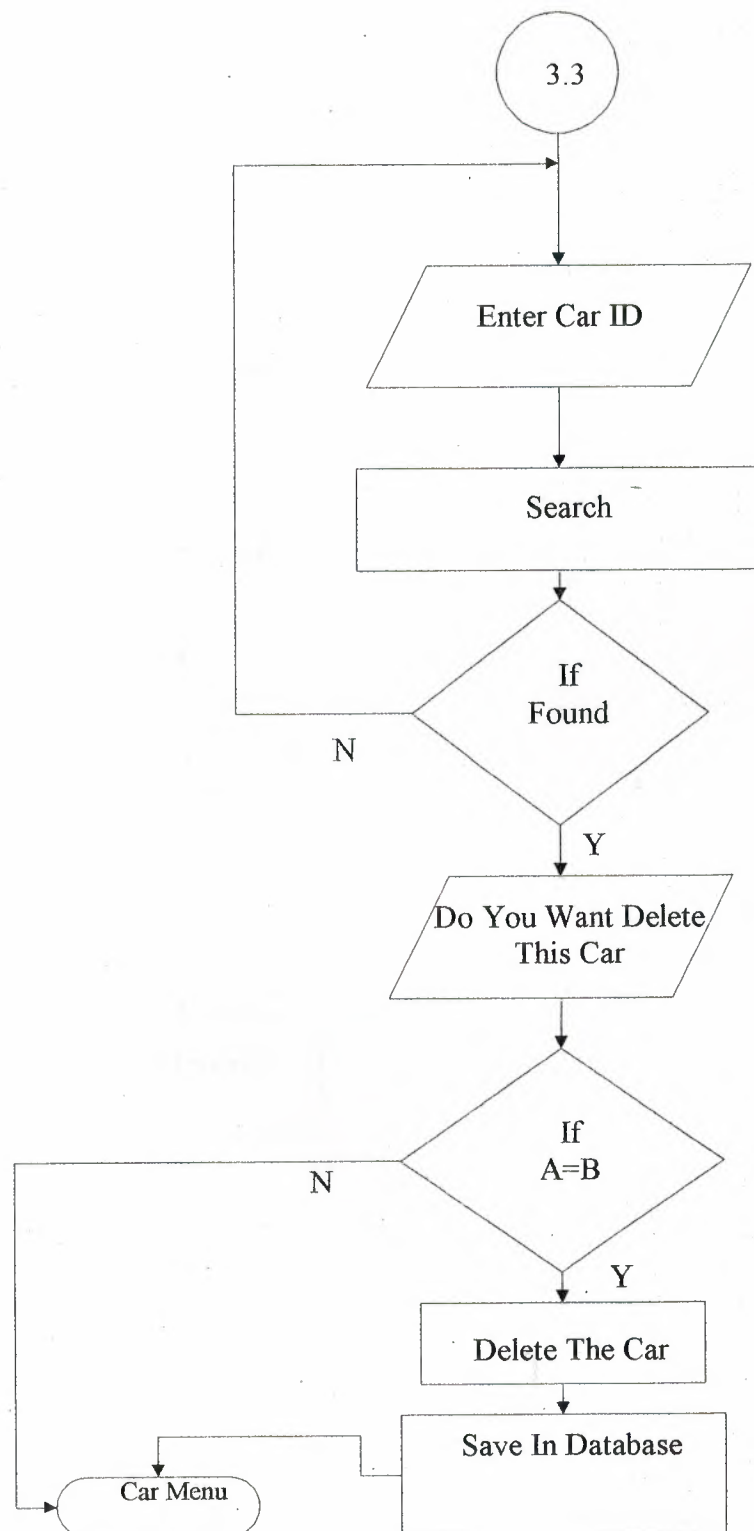 3.3
Enter Car ID
Search
If
Found
N
Y
Do You Want Delete
This Car
If
A=B
N
Y
Delete The Car
Save In Database
Car Menu